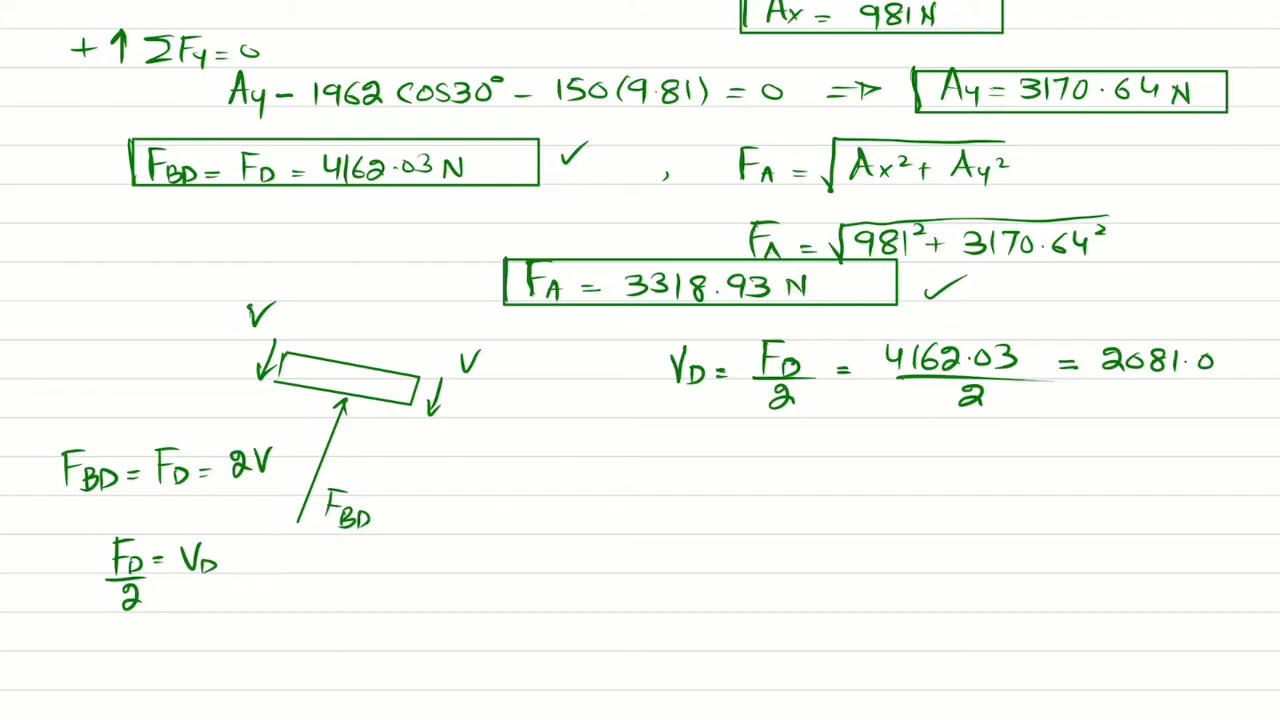 Ax = 981 N
+ ↑ ΣFy = 0
Ay - 1962 cos30° - 150(9.81) = 0 => Ay = 3170.64 N
FBD = FD = 4162.03 N ✓ , FA = √Ax² + Ay²
FA = √981² + 3170.64²
FA = 3318.93 N ✓
V
V
VD = FD/2 = 4162.03/2 = 2081.0
FBD = FD = 2V
FBD
FD/2 = VD